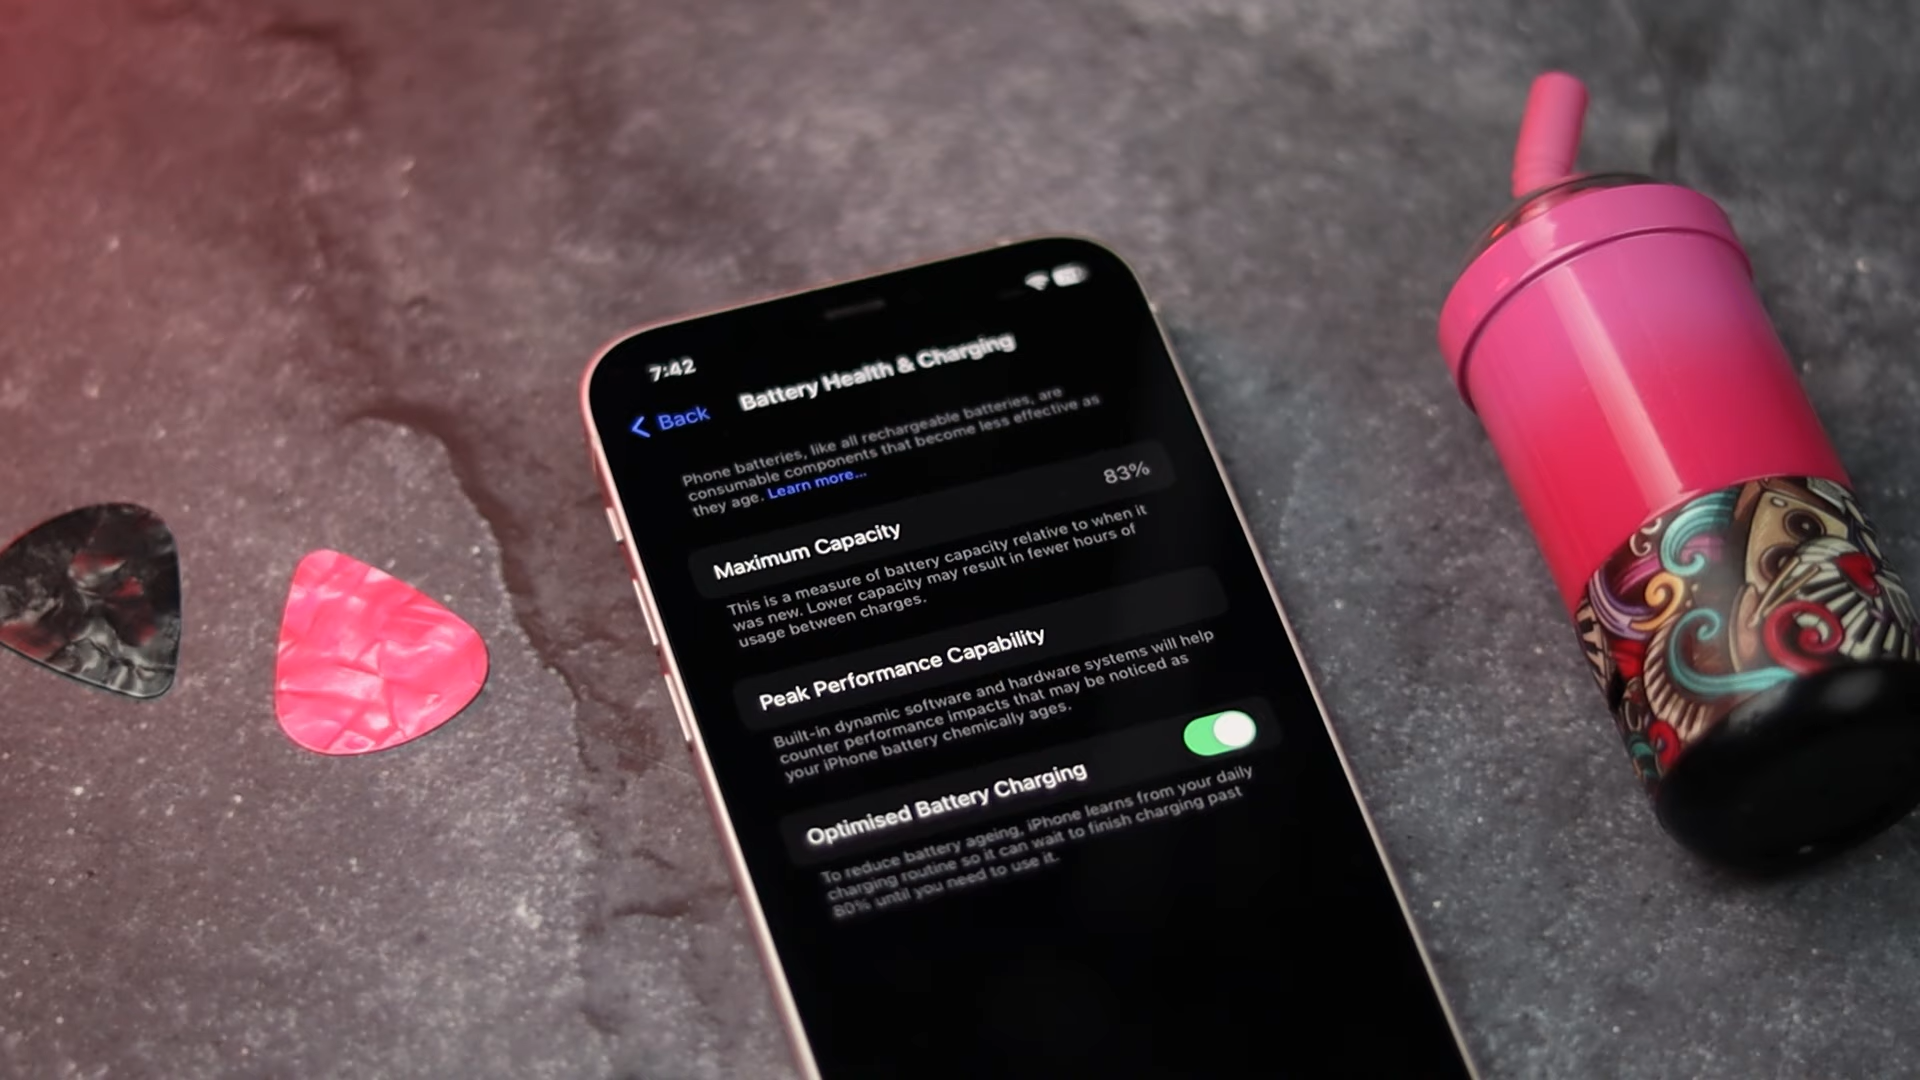 7:42
Back
Battery Health & Charging
Phone batteries, like all rechargeable batteries, are
consumable components that become less effective as
they age. Learn more...
Maximum Capacity 83%
This is a measure of battery capacity relative to when it
was new. Lower capacity may result in fewer hours of
usage between charges.
Peak Performance Capability
Built-in dynamic software and hardware systems will help
counter performance impacts that may be noticed as
your iPhone battery chemically ages.
Optimised Battery Charging
To reduce battery ageing, iPhone learns from your daily
charging routine so it can wait to finish charging past
80% until you need to use it.